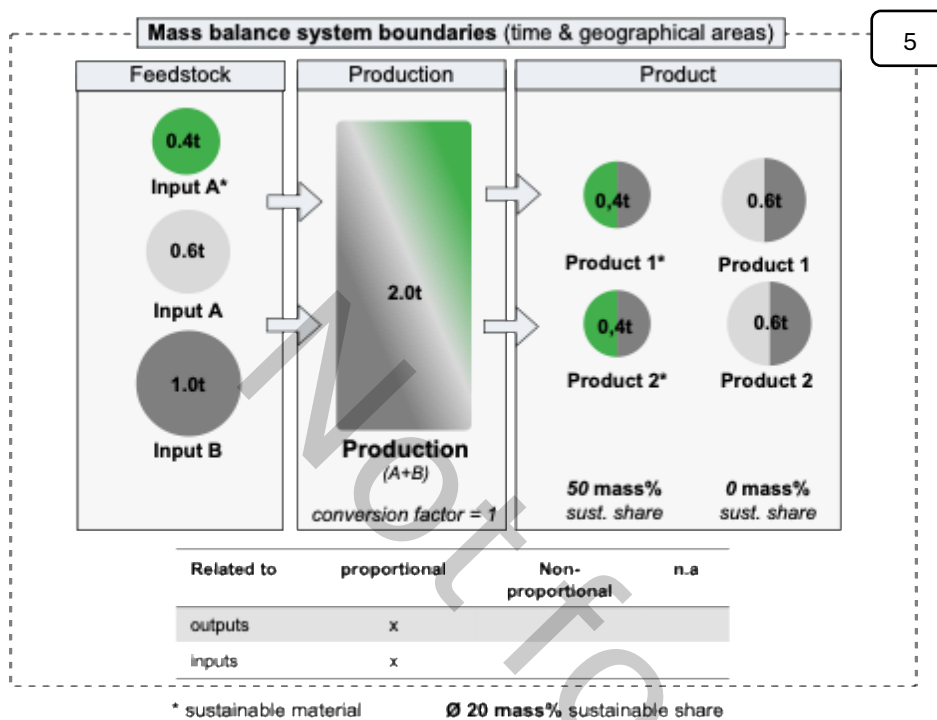 Mass balance system boundaries (time & geographical areas)
5
Feedstock
Production
Product
0.4t
Input A*
0.6t
Input A
1.0t
Input B
2.0t
Production
(A+B)
conversion factor = 1
0,4t
0.6t
Product 1*
Product 1
0,4t
0.6t
Product 2*
Product 2
50 mass%
0 mass%
sust. share
sust. share
Related to proportional Non-proportional n.a
outputs x
inputs x
* sustainable material Ø 20 mass% sustainable share
Not fo